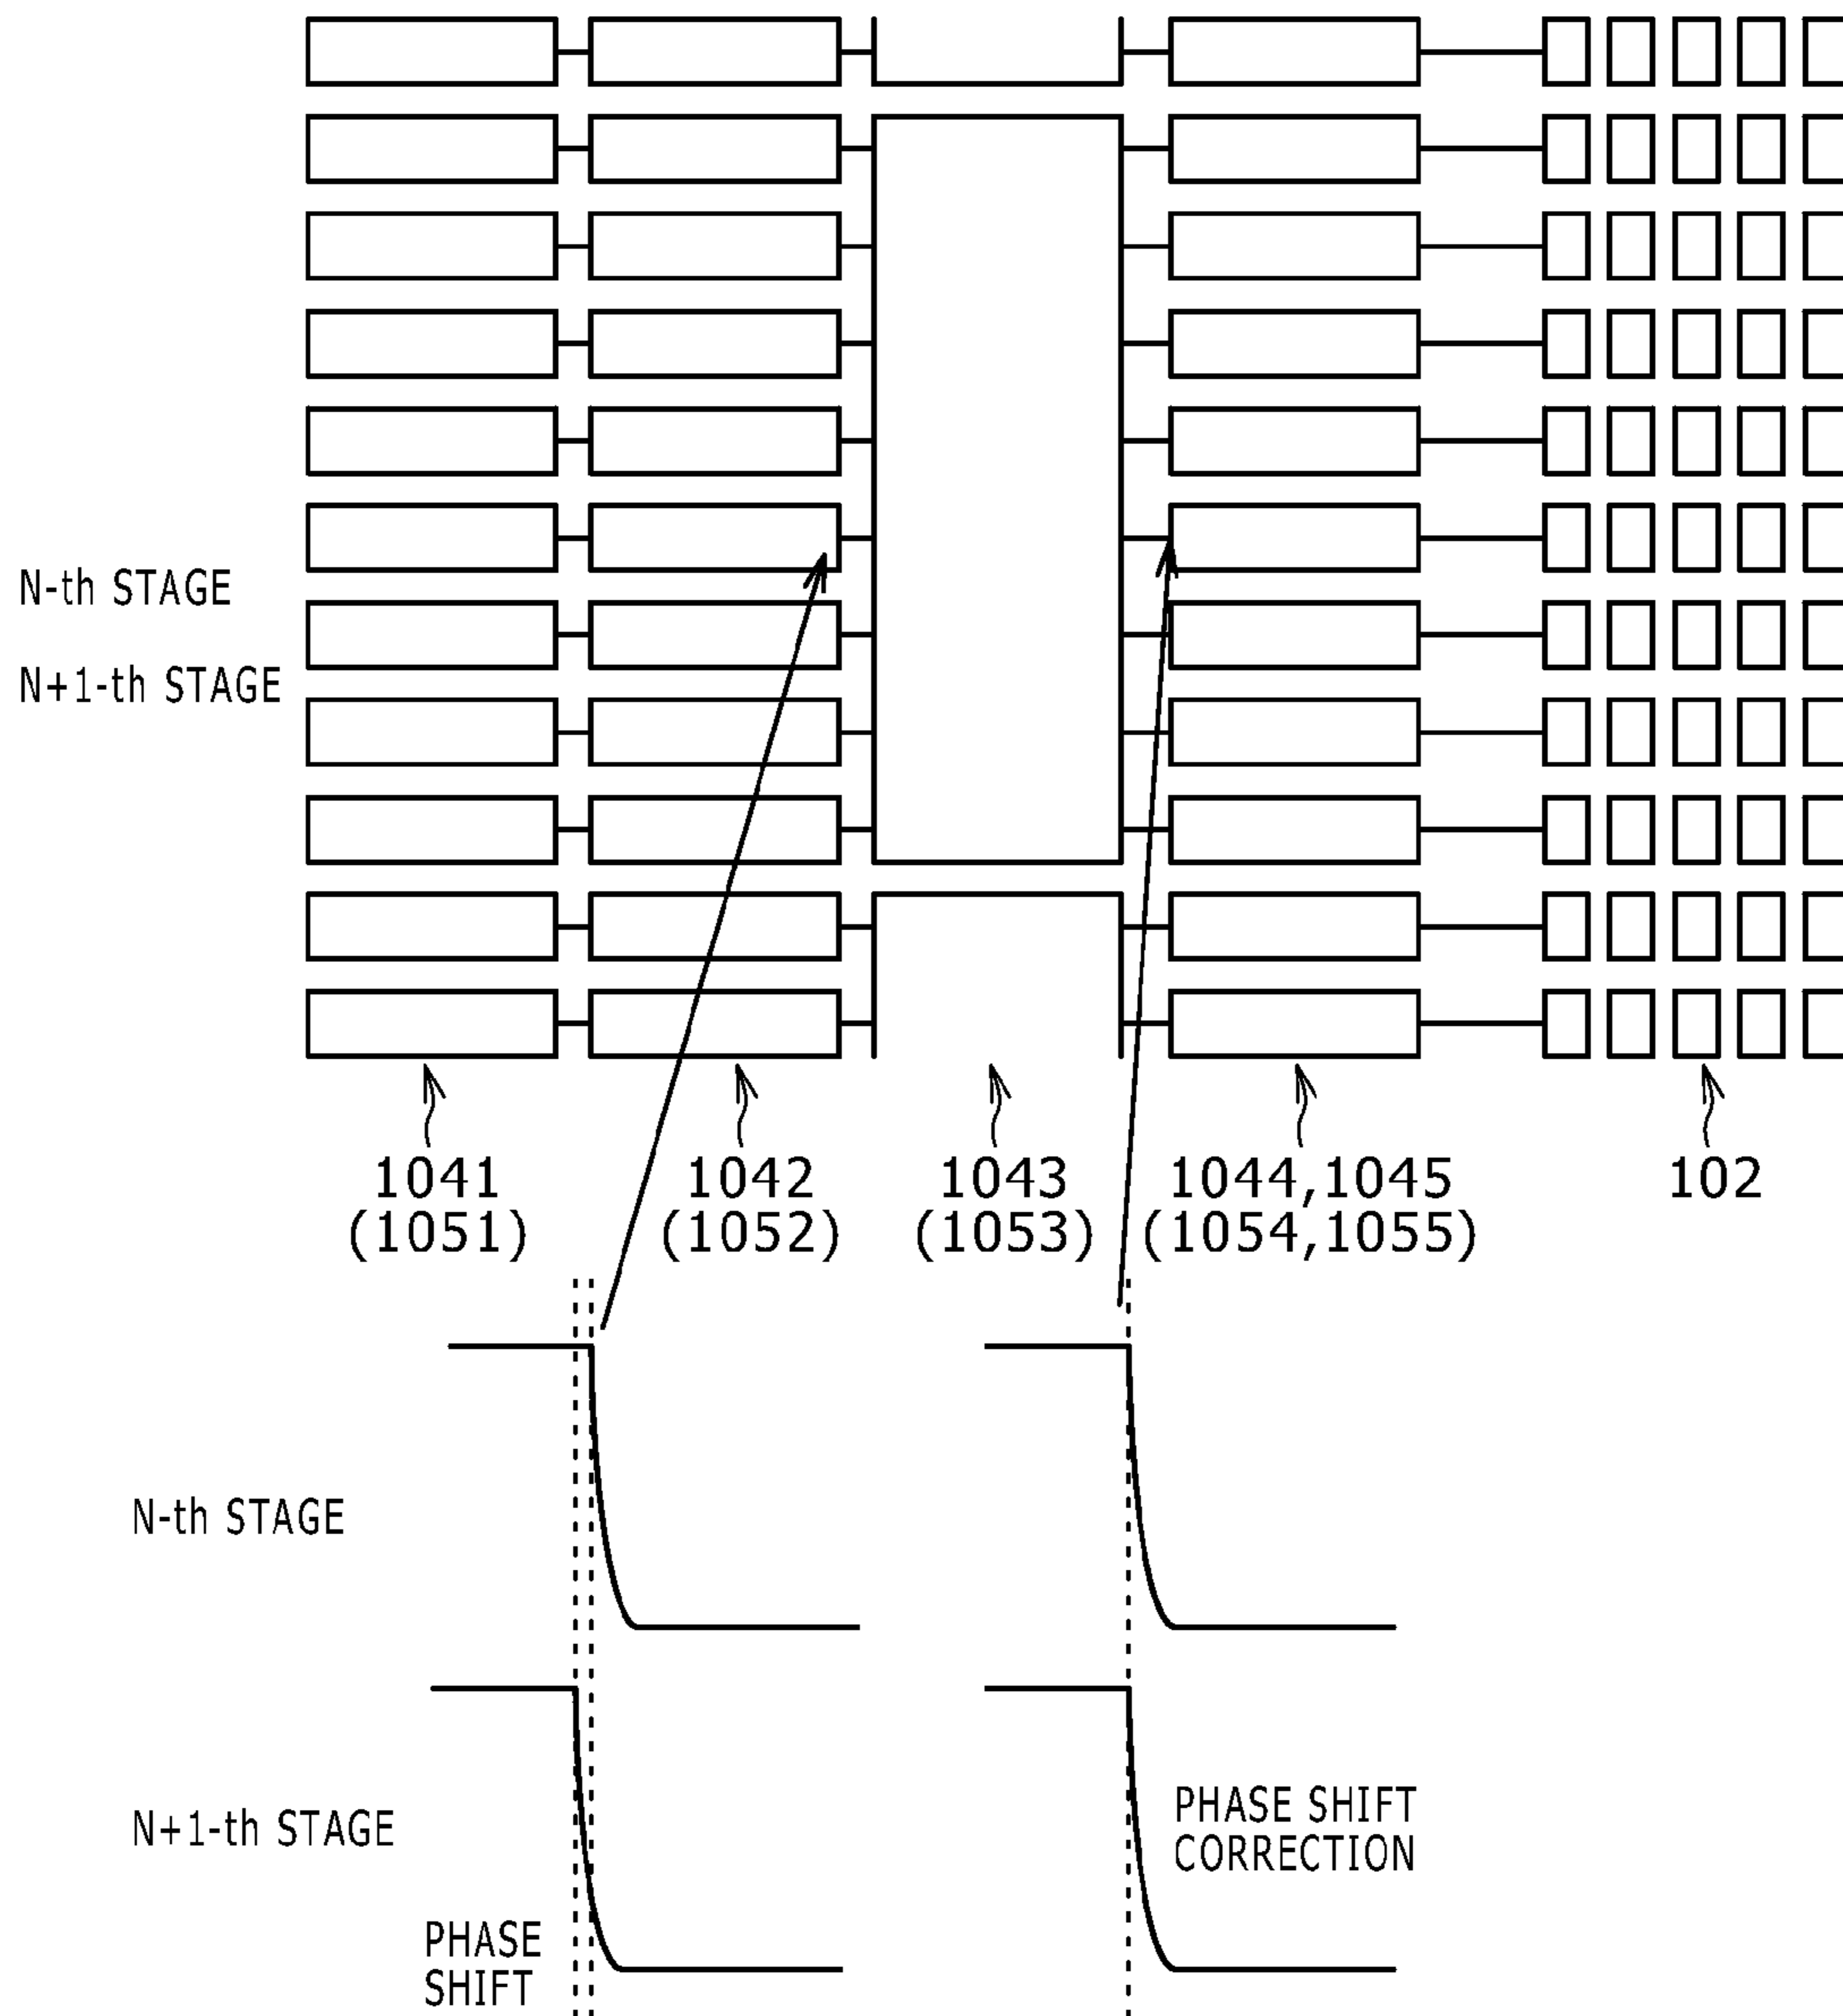 N-th STAGE
N+1-th STAGE
1041
(1051)
1042
(1052)
1043
(1053)
1044,1045
(1054,1055)
102
N-th STAGE
N+1-th STAGE
PHASE SHIFT
CORRECTION
PHASE
SHIFT